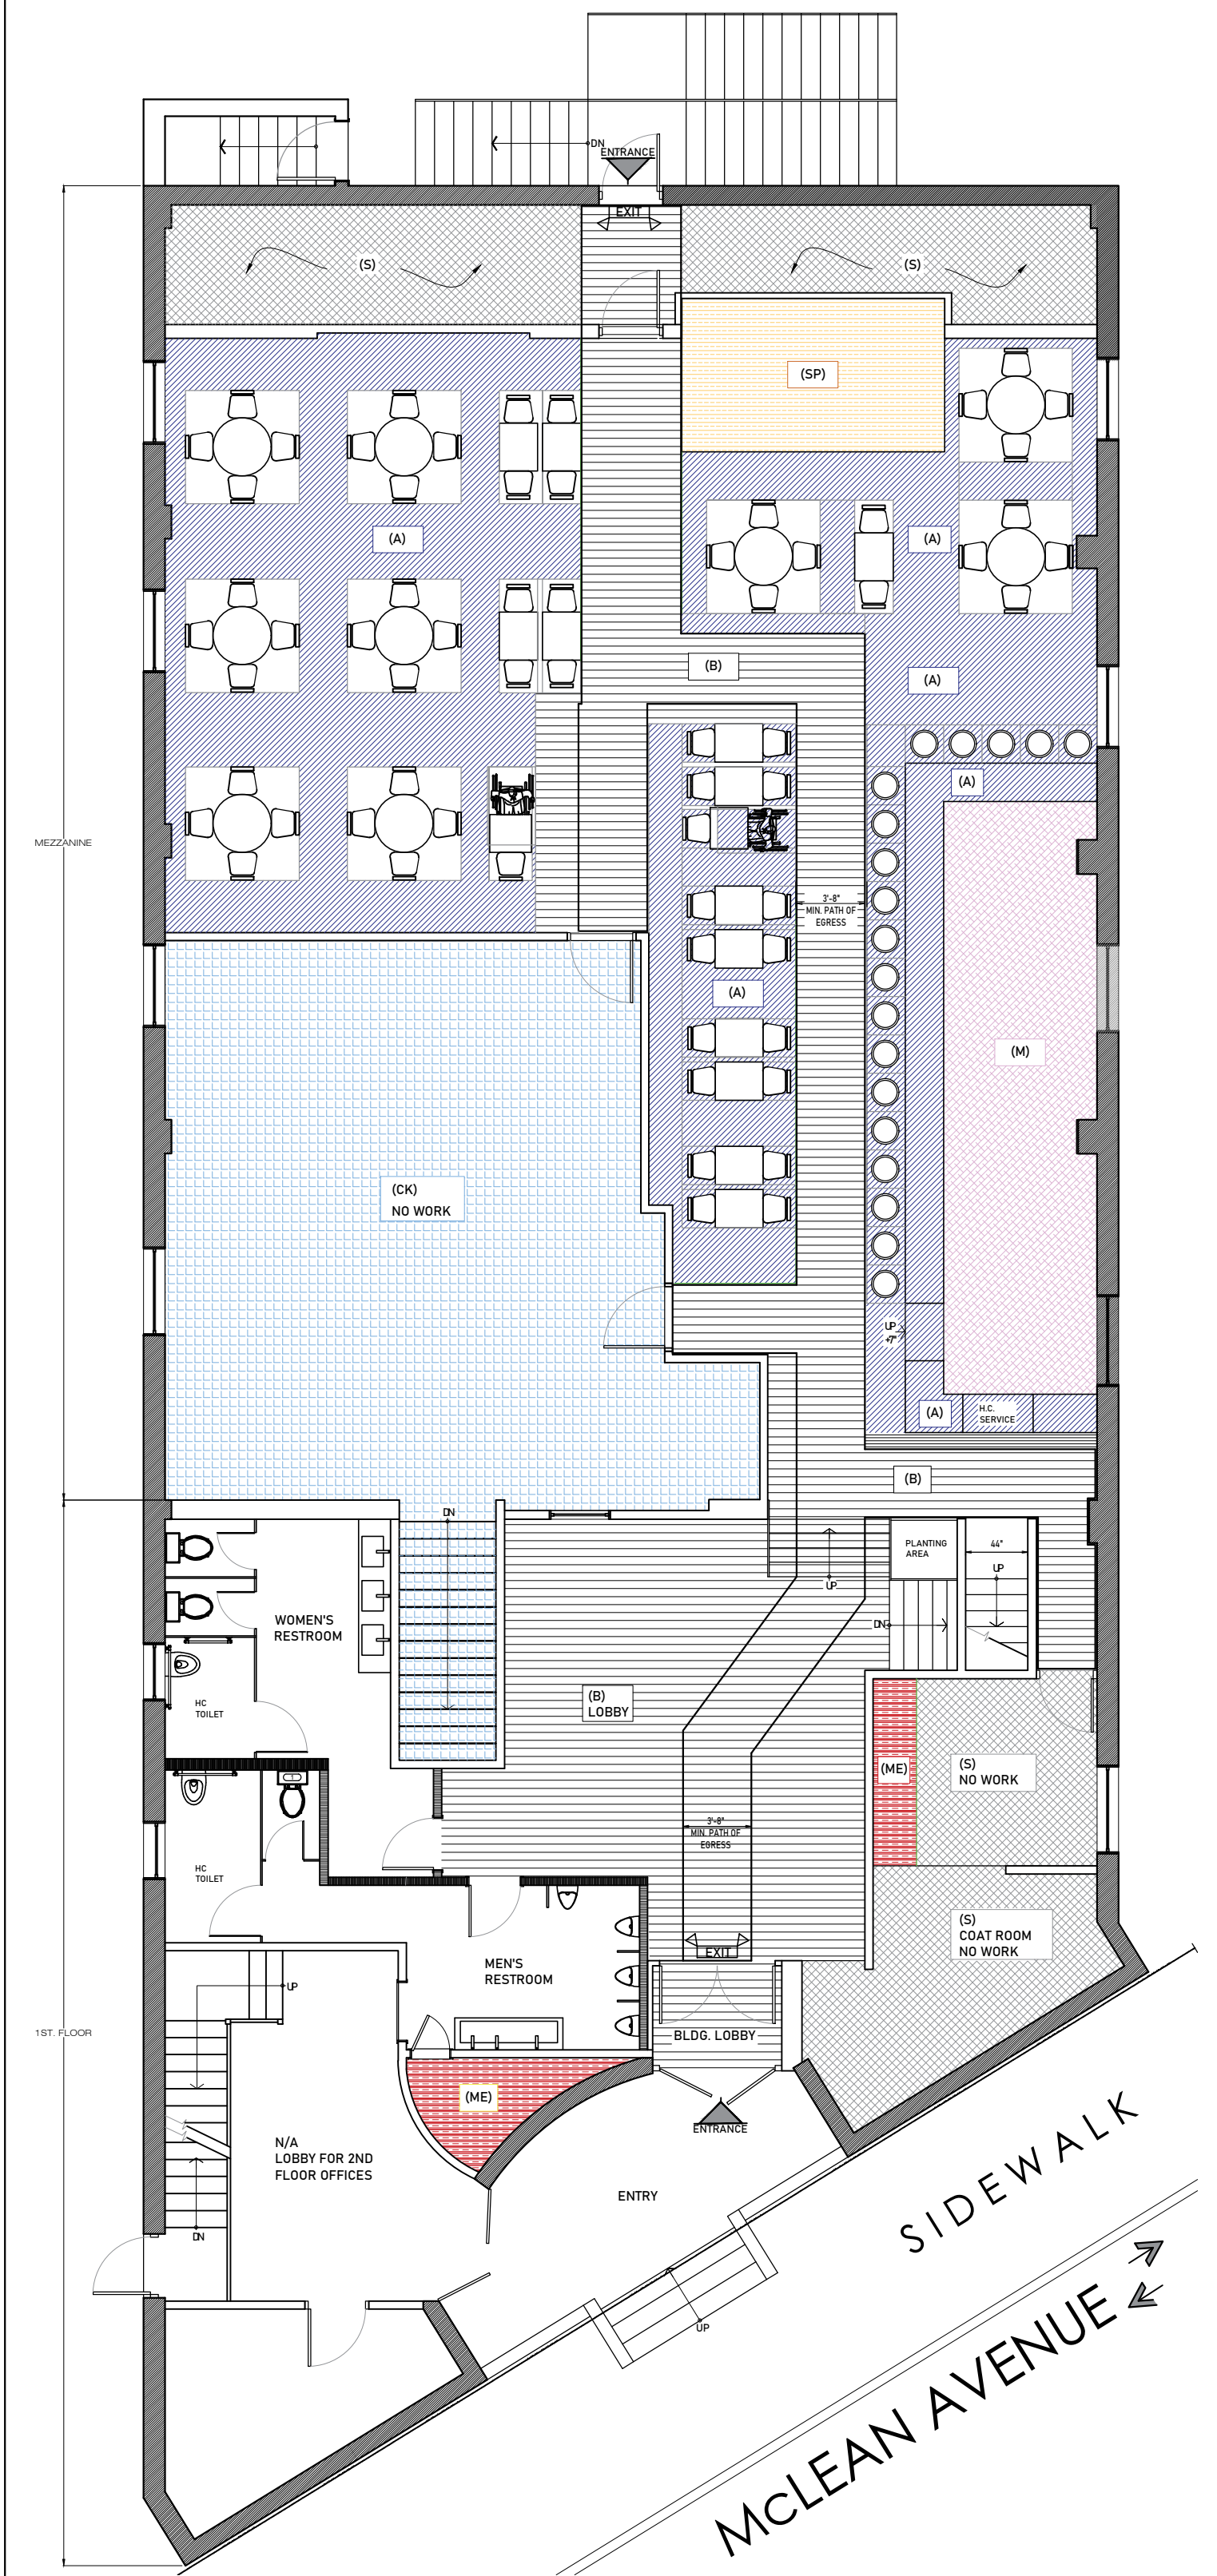 DN
ENTRANCE
EXIT
(S)
(S)
(SP)
(A)
(A)
(B)
(A)
(A)
MEZZANINE
3'-8"
MIN. PATH OF
EGRESS
(A)
(M)
(CK)
NO WORK
UP
+7"
(A)
H.C.
SERVICE
(B)
DN
PLANTING
AREA
44"
UP
UP
WOMEN'S
RESTROOM
DN
(B)
LOBBY
HC
TOILET
(ME)
(S)
NO WORK
3'-8"
MIN. PATH OF
EGRESS
HC
TOILET
(S)
COAT ROOM
NO WORK
EXIT
MEN'S
RESTROOM
UP
1ST. FLOOR
BLDG. LOBBY
(ME)
ENTRANCE
N/A
LOBBY FOR 2ND
FLOOR OFFICES
ENTRY
DN
UP
SIDEWALK
McLEAN AVENUE